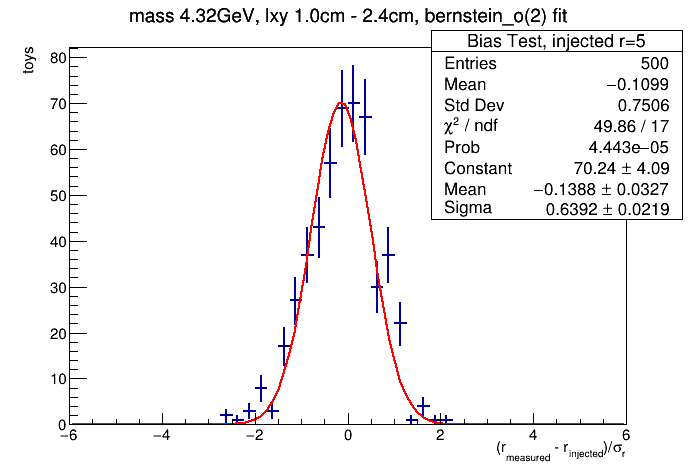 mass 4.32GeV, lxy 1.0cm - 2.4cm, bernstein_o(2) fit
toys
Bias Test, injected r=5
Entries 500
Mean −0.1099
Std Dev 0.7506
χ² / ndf 49.86 / 17
Prob 4.443e−05
Constant 70.24 ± 4.09
Mean −0.1388 ± 0.0327
Sigma 0.6392 ± 0.0219
80
70
60
50
40
30
20
10
0
−6 −4 −2 0 2 4 6
(r_measured - r_injected)/σ_r